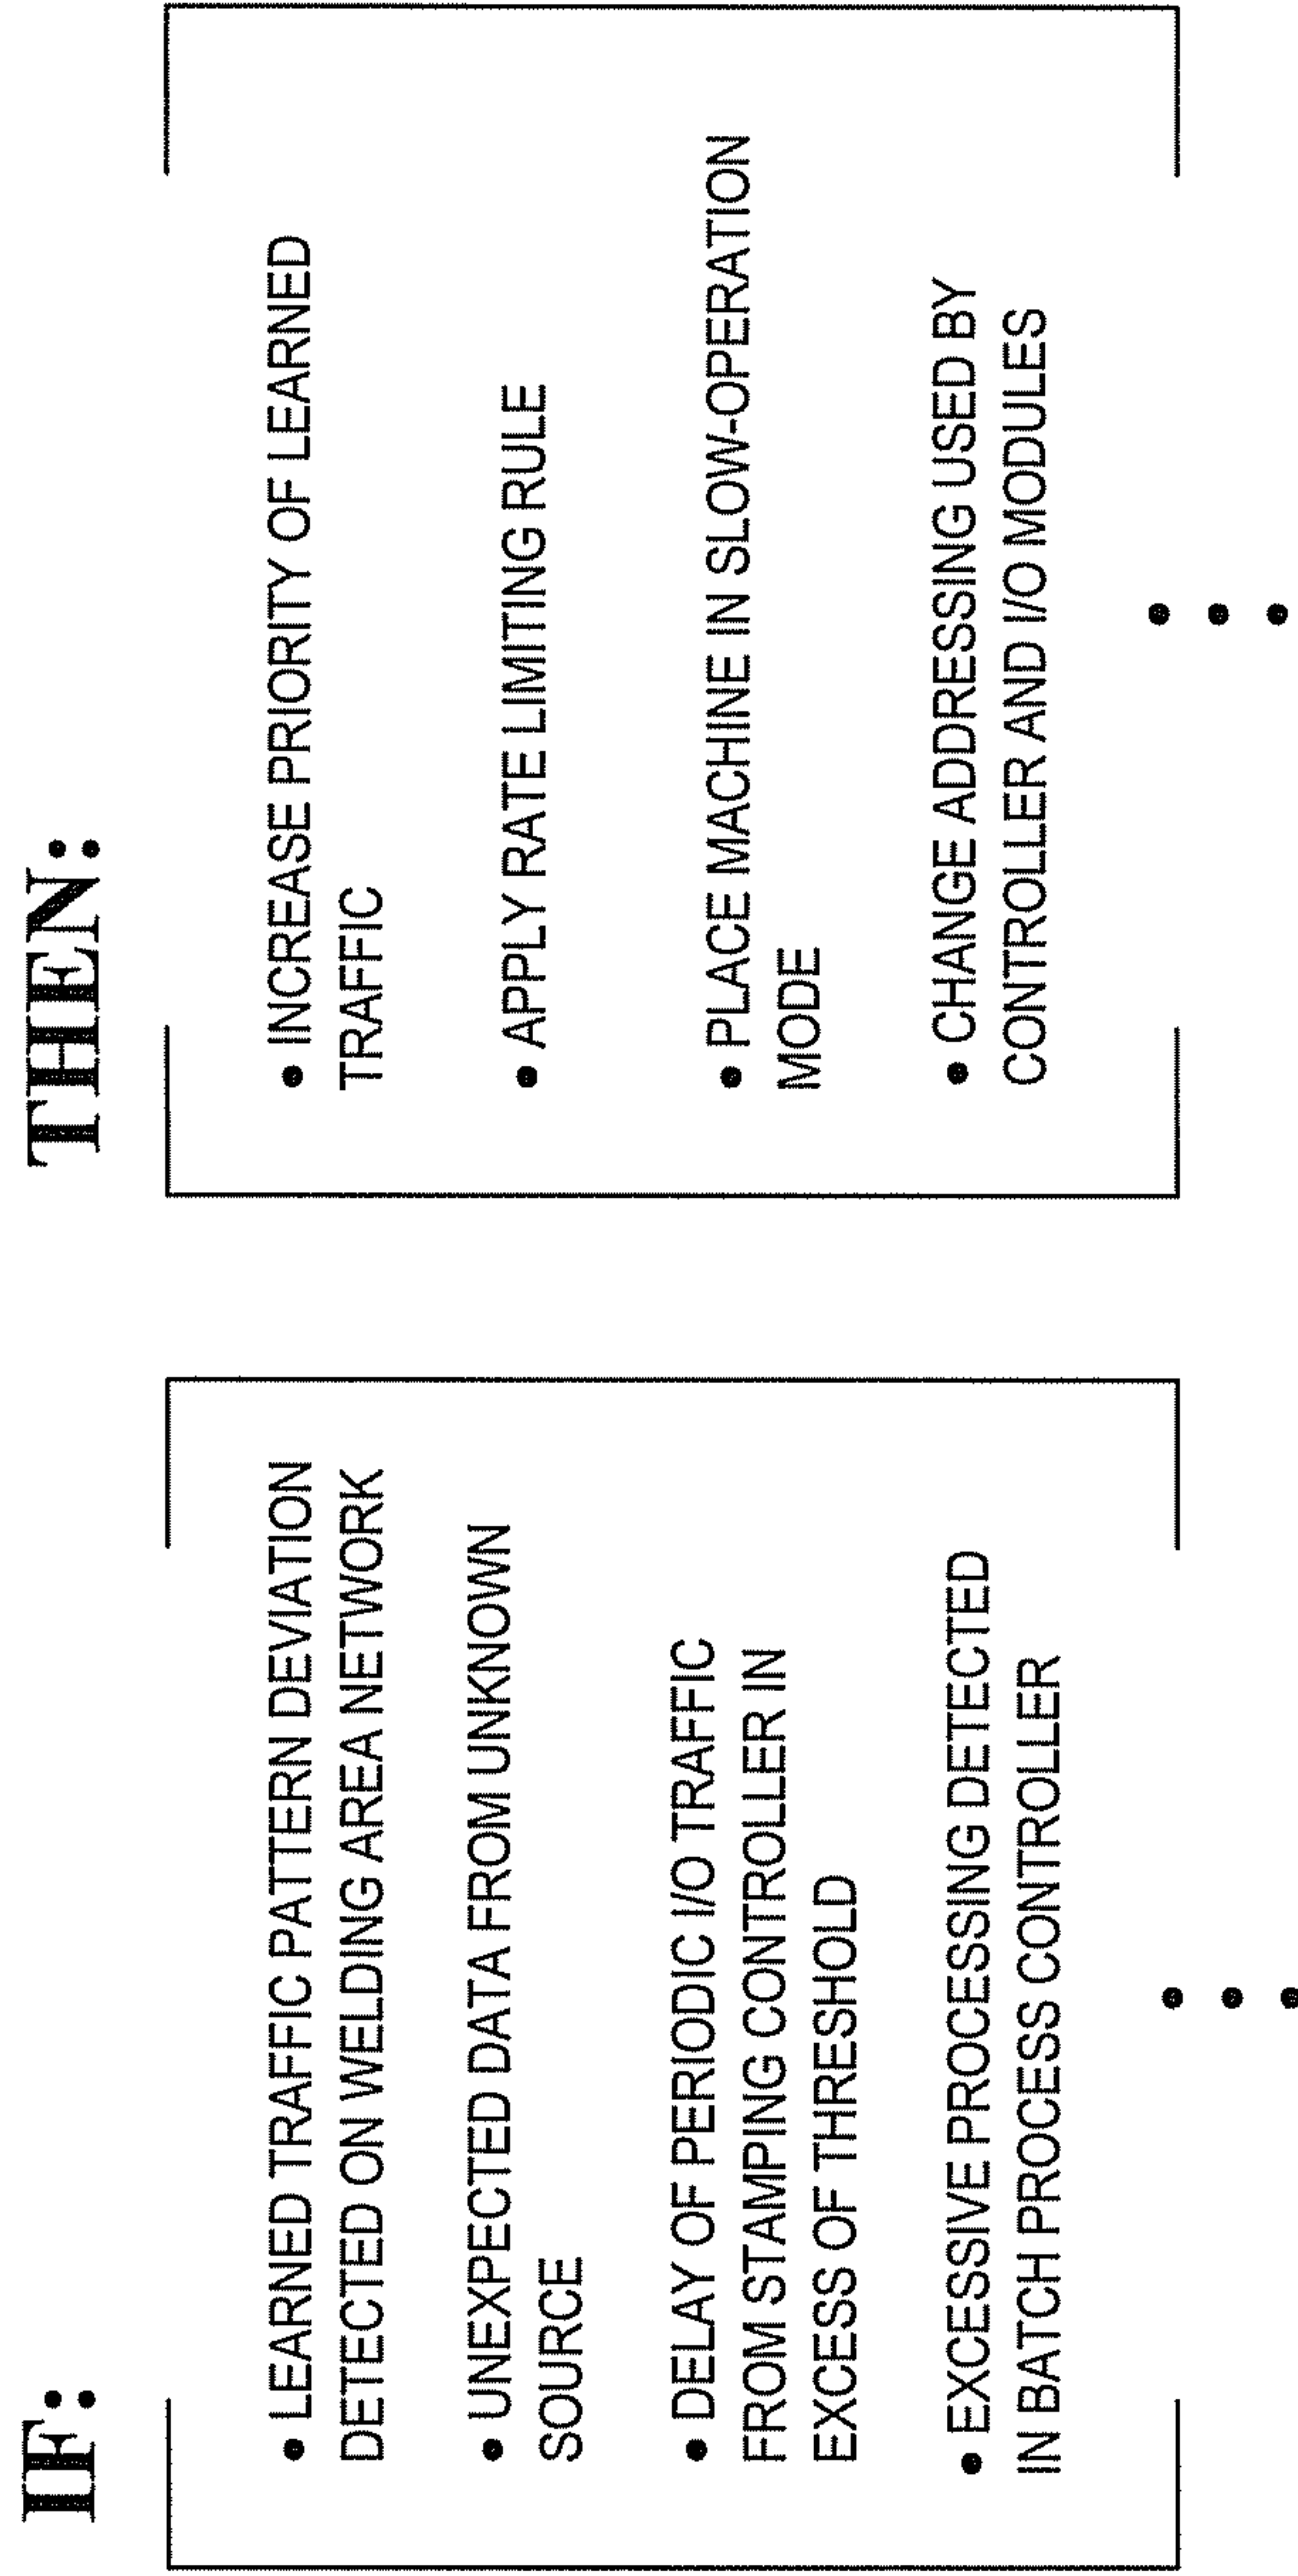 IF:
• LEARNED TRAFFIC PATTERN DEVIATION
DETECTED ON WELDING AREA NETWORK
• UNEXPECTED DATA FROM UNKNOWN
SOURCE
• DELAY OF PERIODIC I/O TRAFFIC
FROM STAMPING CONTROLLER IN
EXCESS OF THRESHOLD
• EXCESSIVE PROCESSING DETECTED
IN BATCH PROCESS CONTROLLER
THEN:
• INCREASE PRIORITY OF LEARNED
TRAFFIC
• APPLY RATE LIMITING RULE
• PLACE MACHINE IN SLOW-OPERATION
MODE
• CHANGE ADDRESSING USED BY
CONTROLLER AND I/O MODULES